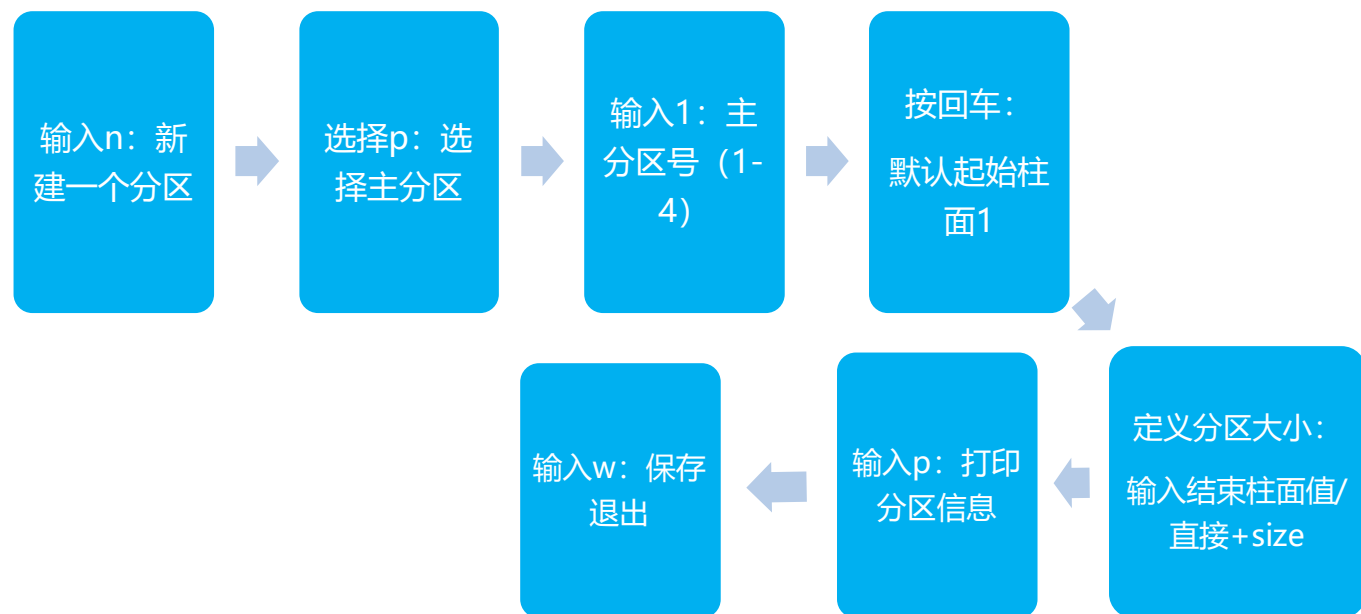 输入n：新
建一个分区
选择p：选
择主分区
输入1：主
分区号（1-
4）
按回车：
默认起始柱
面1
定义分区大小：
输入结束柱面值/
直接+size
输入p：打印
分区信息
输入w：保存
退出